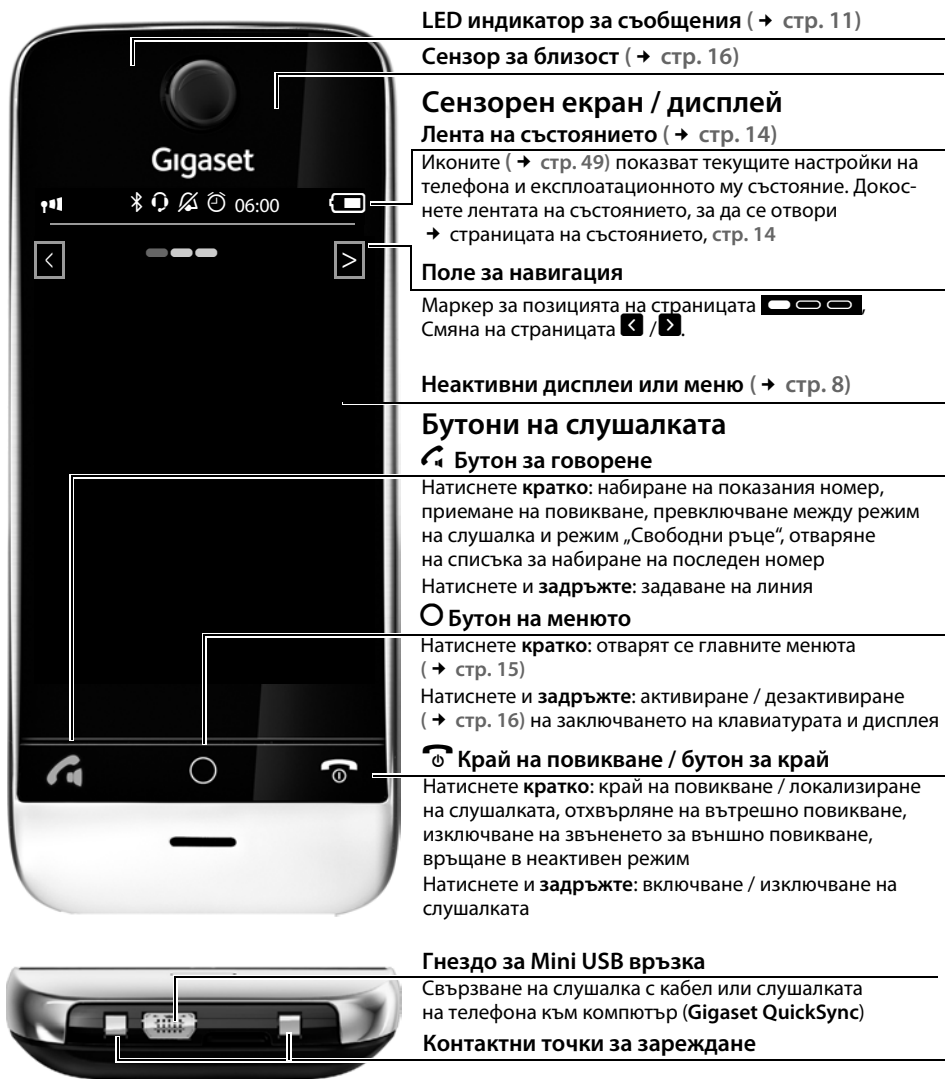 LED индикатор за съобщения ( ➔ стр. 11)
Сензор за близост ( ➔ стр. 16)
Сензорен екран / дисплей
Лента на състоянието ( ➔ стр. 14)
Иконите ( ➔ стр. 49) показват текущите настройки на
телефона и експлоатационното му състояние. Докос-
нете лентата на състоянието, за да се отвори
➔ страницата на състоянието, стр. 14
Gigaset
06:00
< >
Поле за навигация
Маркер за позицията на страницата ,
Смяна на страницата < / >.
Неактивни дисплеи или меню ( ➔ стр. 8)
Бутони на слушалката
Бутон за говорене
Натиснете кратко: набиране на показания номер,
приемане на повикване, превключване между режим
на слушалка и режим „Свободни ръце“, отваряне
на списъка за набиране на последен номер
Натиснете и задръжте: задаване на линия
Бутон на менюто
Натиснете кратко: отварят се главните менюта
( ➔ стр. 15)
Натиснете и задръжте: активиране / дезактивиране
( ➔ стр. 16) на заключването на клавиатурата и дисплея
Край на повикване / бутон за край
Натиснете кратко: край на повикване / локализиране
на слушалката, отхвърляне на вътрешно повикване,
изключване на звъненето за външно повикване,
връщане в неактивен режим
Натиснете и задръжте: включване / изключване на
слушалката
Гнездо за Mini USB връзка
Свързване на слушалка с кабел или слушалката
на телефона към компютър (Gigaset QuickSync)
Контактни точки за зареждане